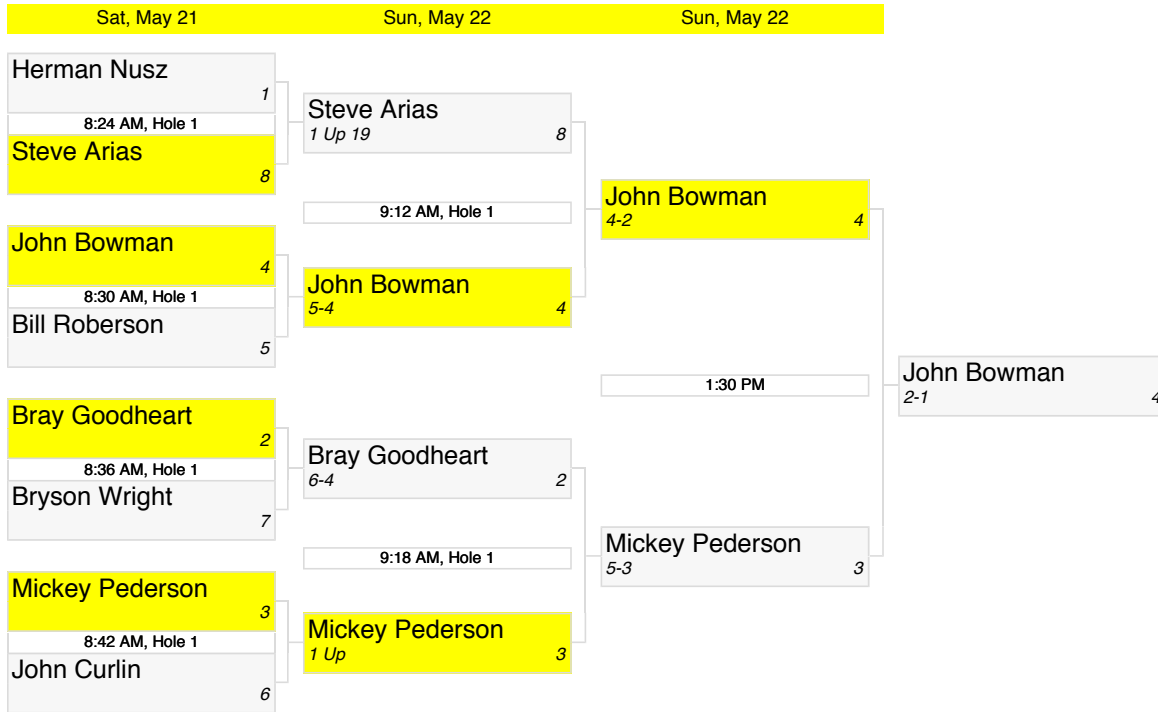 Sat, May 21
Sun, May 22
Sun, May 22
Herman Nusz
1
8:24 AM, Hole 1
Steve Arias
8
John Bowman
4
8:30 AM, Hole 1
Bill Roberson
5
Bray Goodheart
2
8:36 AM, Hole 1
Bryson Wright
7
Mickey Pederson
3
8:42 AM, Hole 1
John Curlin
6
Steve Arias
1 Up 19 8
9:12 AM, Hole 1
John Bowman
5-4 4
Bray Goodheart
6-4 2
9:18 AM, Hole 1
Mickey Pederson
1 Up 3
John Bowman
4-2 4
1:30 PM
Mickey Pederson
5-3 3
John Bowman
2-1 4